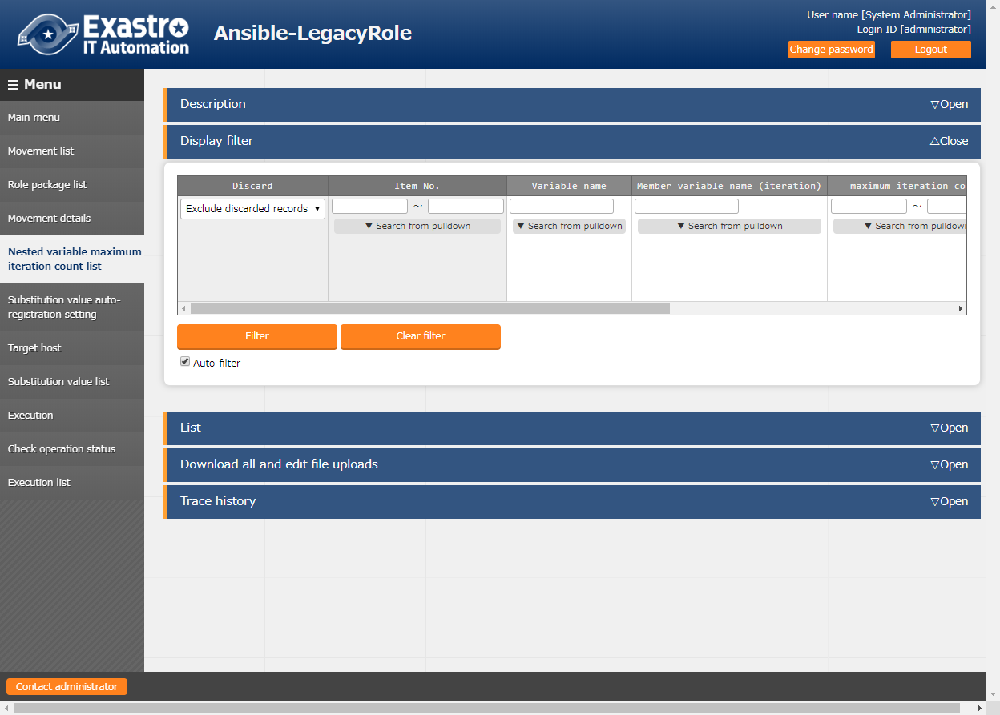 Exastro
IT Automation
Ansible-LegacyRole
User name [System Administrator]
Login ID [administrator]
Change password
Logout
☰ Menu
Main menu
Movement list
Role package list
Movement details
Nested variable maximum
iteration count list
Substitution value auto-
registration setting
Target host
Substitution value list
Execution
Check operation status
Execution list
Description
▽Open
Display filter
△Close
Discard
Item No.
Variable name
Member variable name (iteration)
maximum iteration co
Exclude discarded records ▼
～
～
▼ Search from pulldown
▼ Search from pulldown
▼ Search from pulldown
▼ Search from pulldown
Filter
Clear filter
Auto-filter
List
▽Open
Download all and edit file uploads
▽Open
Trace history
▽Open
Contact administrator